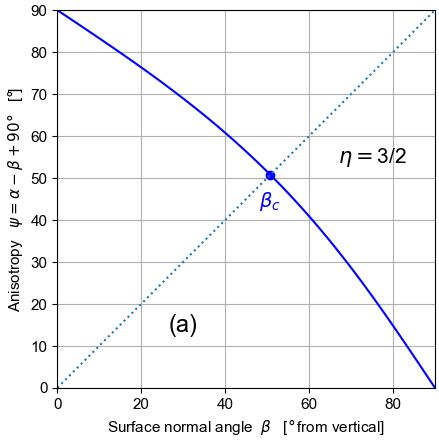 90
80
70
60
50
40
30
20
10
0
Anisotropy ψ = α − β + 90° [°]
η = 3/2
β_c
(a)
0 20 40 60 80
Surface normal angle β [° from vertical]